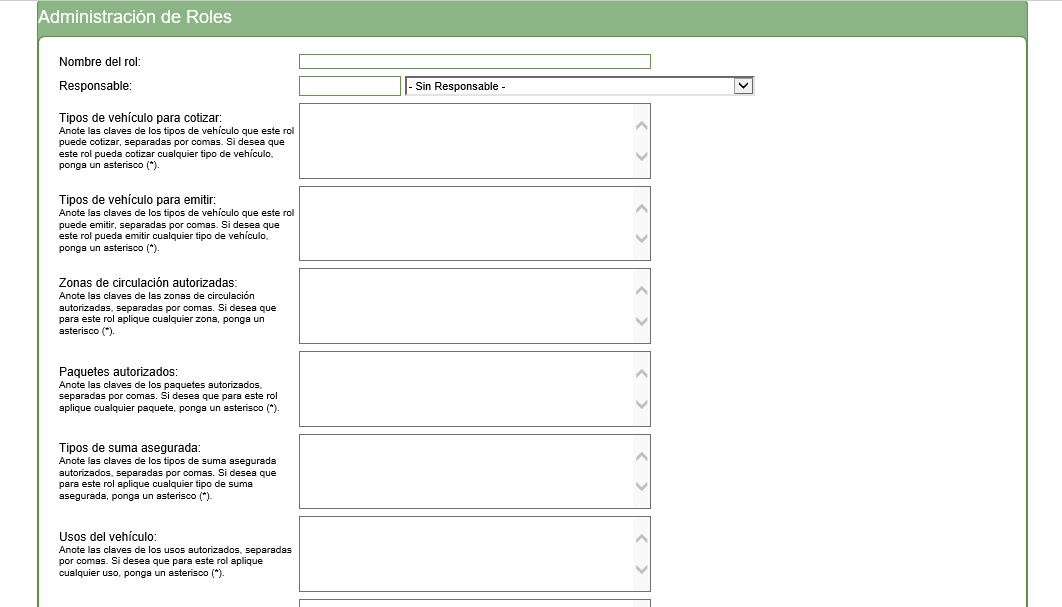 Administración de Roles
Nombre del rol:
Responsable:
- Sin Responsable -
Tipos de vehículo para cotizar:
Anote las claves de los tipos de vehículo que este rol
puede cotizar, separadas por comas. Si desea que
este rol pueda cotizar cualquier tipo de vehículo,
ponga un asterisco (*).
Tipos de vehículo para emitir:
Anote las claves de los tipos de vehículo que este rol
puede emitir, separadas por comas. Si desea que
este rol pueda emitir cualquier tipo de vehículo,
ponga un asterisco (*).
Zonas de circulación autorizadas:
Anote las claves de las zonas de circulación
autorizadas, separadas por comas. Si desea que
para este rol aplique cualquier zona, ponga un
asterisco (*).
Paquetes autorizados:
Anote las claves de los paquetes autorizados,
separadas por comas. Si desea que para este rol
aplique cualquier paquete, ponga un asterisco (*).
Tipos de suma asegurada:
Anote las claves de los tipos de suma asegurada
autorizados, separadas por comas. Si desea que
para este rol aplique cualquier tipo de suma
asegurada, ponga un asterisco (*).
Usos del vehículo:
Anote las claves de los usos autorizados, separadas
por comas. Si desea que para este rol aplique
cualquier uso, ponga un asterisco (*).